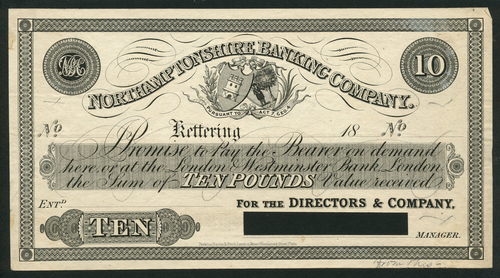 NORTHAMPTONSHIRE BANKING COMPANY.
10
PURSUANT TO ACT 7 GEO. 4
No Kettering 18 No
Promise to Pay the Bearer on demand
here, or at the London & Westminster Bank London
the Sum of TEN POUNDS Value received
ENTD. FOR THE DIRECTORS & COMPANY,
TEN
MANAGER.